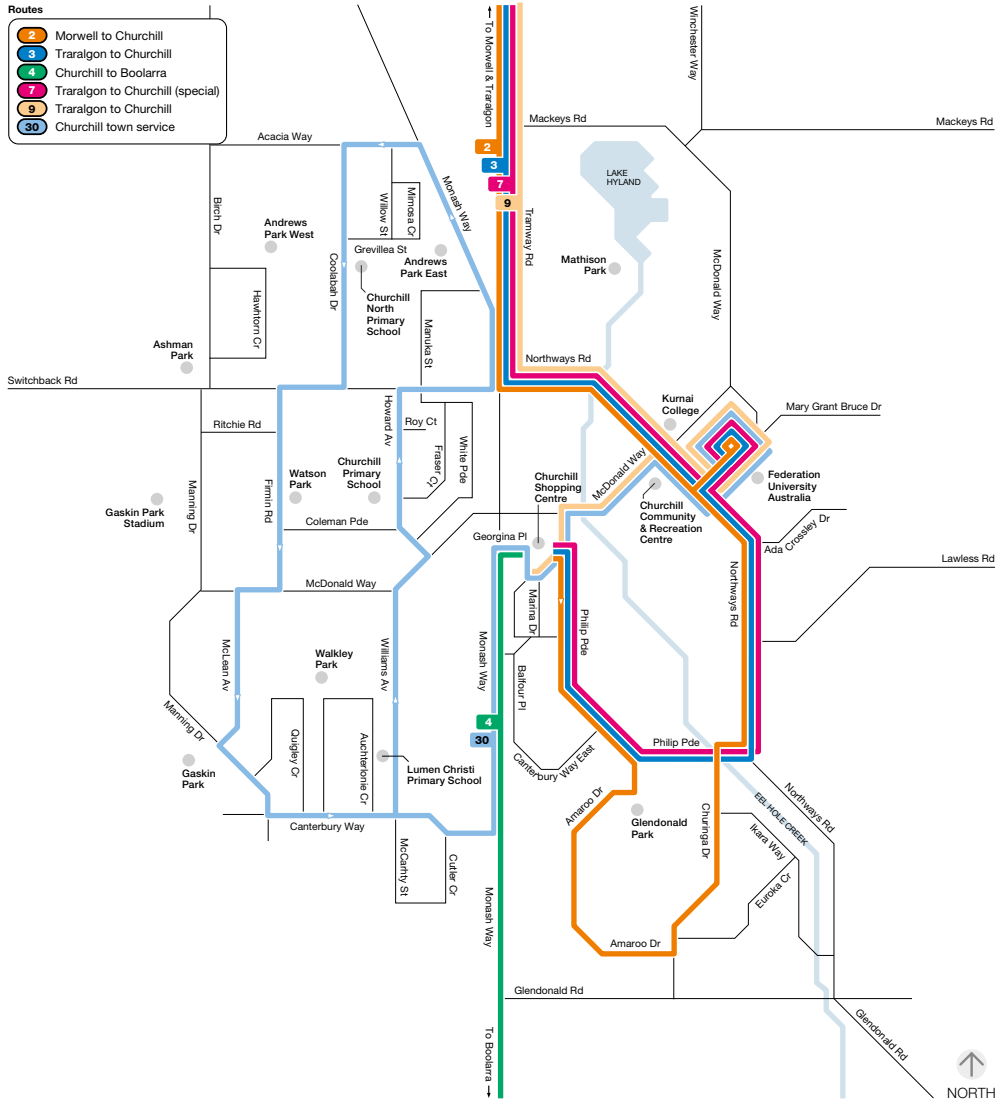 Routes
2 Morwell to Churchill
3 Traralgon to Churchill
4 Churchill to Boolarra
7 Traralgon to Churchill (special)
9 Traralgon to Churchill
30 Churchill town service
To Morwell & Traralgon
Winchester Way
Mackeys Rd
Mackeys Rd
Acacia Way
2
3
7
9
LAKE
HYLAND
Birch Dr
Andrews
Park West
Willow St
Mimosa Cr
Monash Way
Tramway Rd
Grevillea St
Andrews
Park East
Coolabah Dr
Mathison
Park
McDonald Way
Hawhtorn Cr
Churchill
North
Primary
School
Manuka St
Ashman
Park
Northways Rd
Switchback Rd
Kurnai
College
Mary Grant Bruce Dr
Ritchie Rd
Howard Av
Roy Ct
Fraser Ct
White Pde
McDonald Way
Churchill
Primary
School
Watson
Park
Churchill
Shopping
Centre
Federation
University
Australia
Gaskin Park
Stadium
Manning Dr
Firmin Rd
Churchill
Community
& Recreation
Centre
Coleman Pde
Georgina Pl
Ada Crossley Dr
Lawless Rd
McDonald Way
Marina Dr
Philip Pde
Northways Rd
McLean Av
Walkley
Park
Williams Av
Monash Way
Balfour Pl
Manning Dr
4
30
Philip Pde
Quigley Cr
Auchterlonie Cr
Canterbury Way East
Gaskin
Park
Lumen Christi
Primary School
Northways Rd
EEL HOLE CREEK
Amaroo Dr
Glendonald
Park
Churinga Dr
Canterbury Way
Ikara Way
McCarhty St
Cutler Cr
Euroka Cr
Monash Way
Amaroo Dr
Glendonald Rd
Glendonald Rd
To Boolarra
NORTH